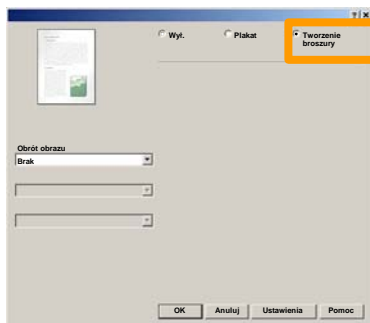 Wył.
Plakat
Tworzenie
broszury
Obrót obrazu
Brak
OK
Anuluj
Ustawienia
Pomoc